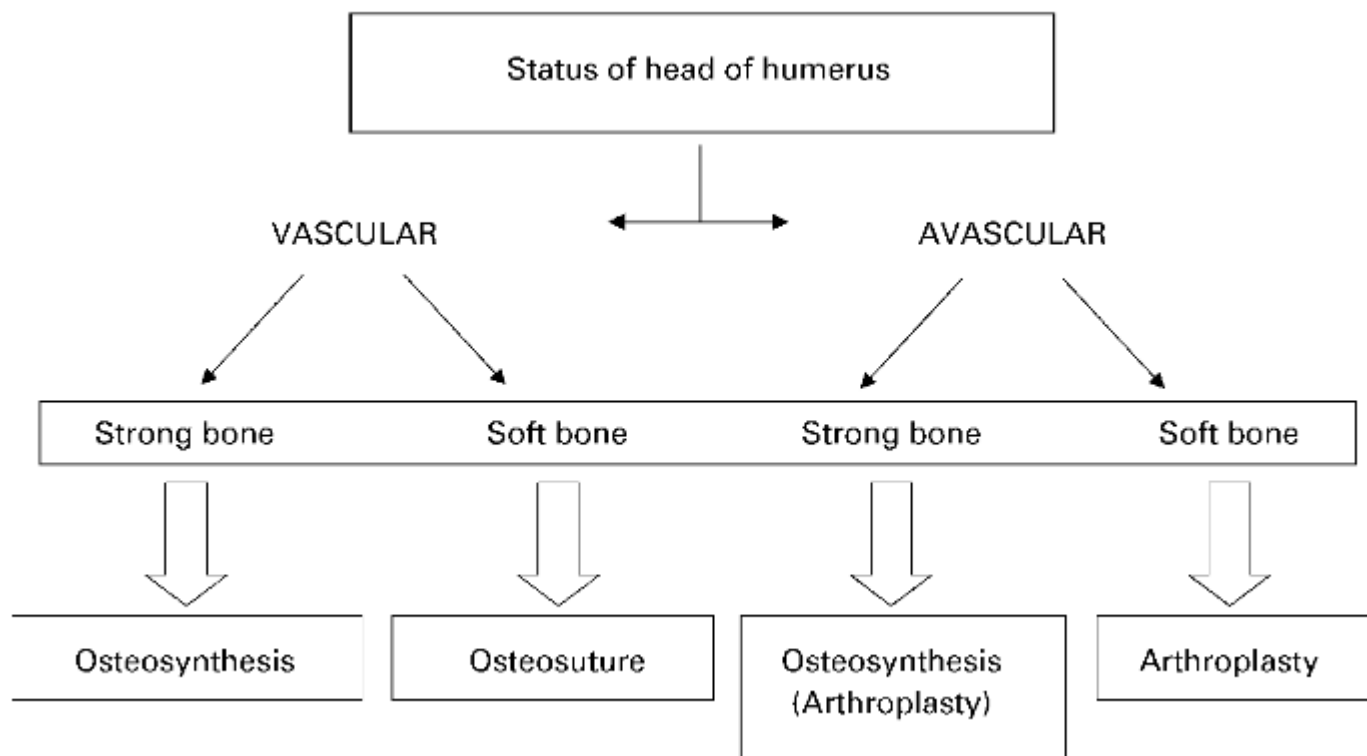 Status of head of humerus
VASCULAR
AVASCULAR
Strong bone
Soft bone
Strong bone
Soft bone
Osteosynthesis
Osteosuture
Osteosynthesis
(Arthroplasty)
Arthroplasty